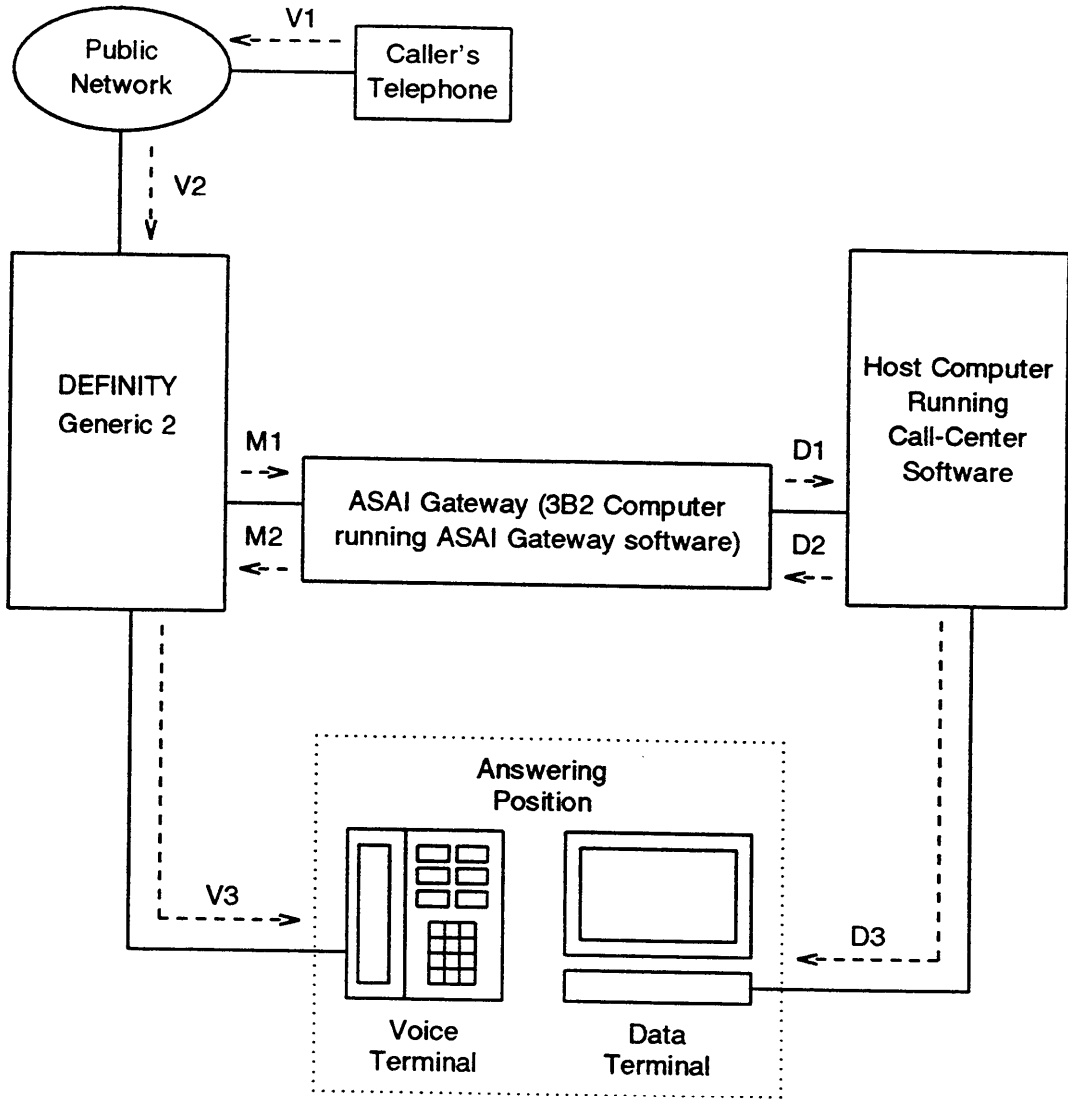 V1
Public
Network
Caller's
Telephone
V2
DEFINITY
Generic 2
Host Computer
Running
Call-Center
Software
M1
D1
ASAI Gateway (3B2 Computer
running ASAI Gateway software)
M2
D2
Answering
Position
V3
D3
Voice
Terminal
Data
Terminal